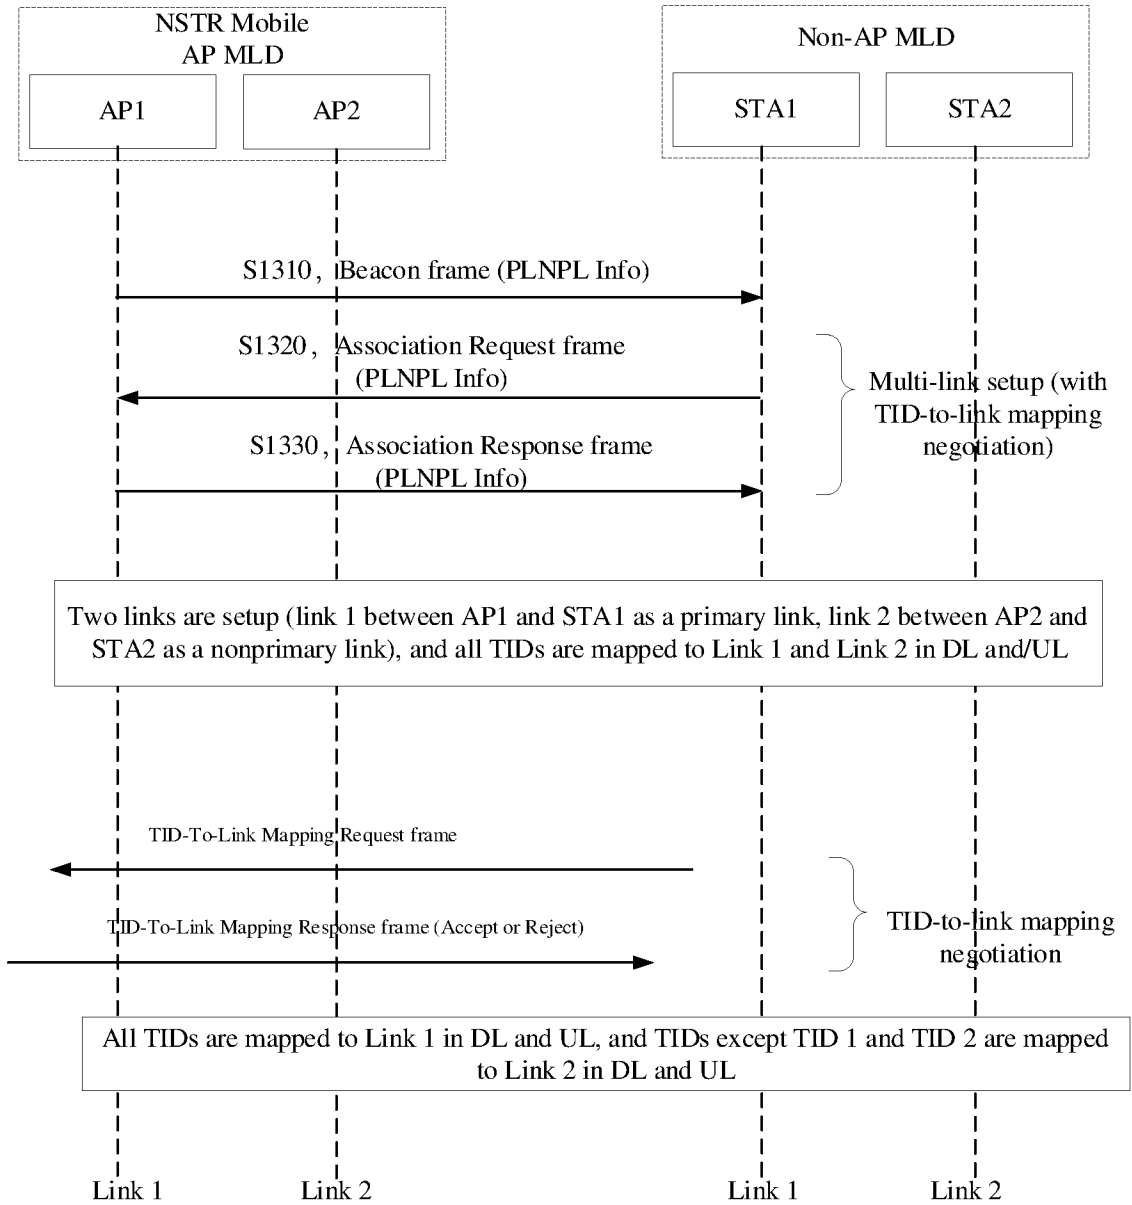 NSTR Mobile
AP MLD
Non-AP MLD
AP1
AP2
STA1
STA2
S1310, Beacon frame (PLNPL Info)
S1320, Association Request frame
(PLNPL Info)
S1330, Association Response frame
(PLNPL Info)
Multi-link setup (with
TID-to-link mapping
negotiation)
Two links are setup (link 1 between AP1 and STA1 as a primary link, link 2 between AP2 and
STA2 as a nonprimary link), and all TIDs are mapped to Link 1 and Link 2 in DL and/UL
TID-To-Link Mapping Request frame
TID-To-Link Mapping Response frame (Accept or Reject)
TID-to-link mapping
negotiation
All TIDs are mapped to Link 1 in DL and UL, and TIDs except TID 1 and TID 2 are mapped
to Link 2 in DL and UL
Link 1
Link 2
Link 1
Link 2